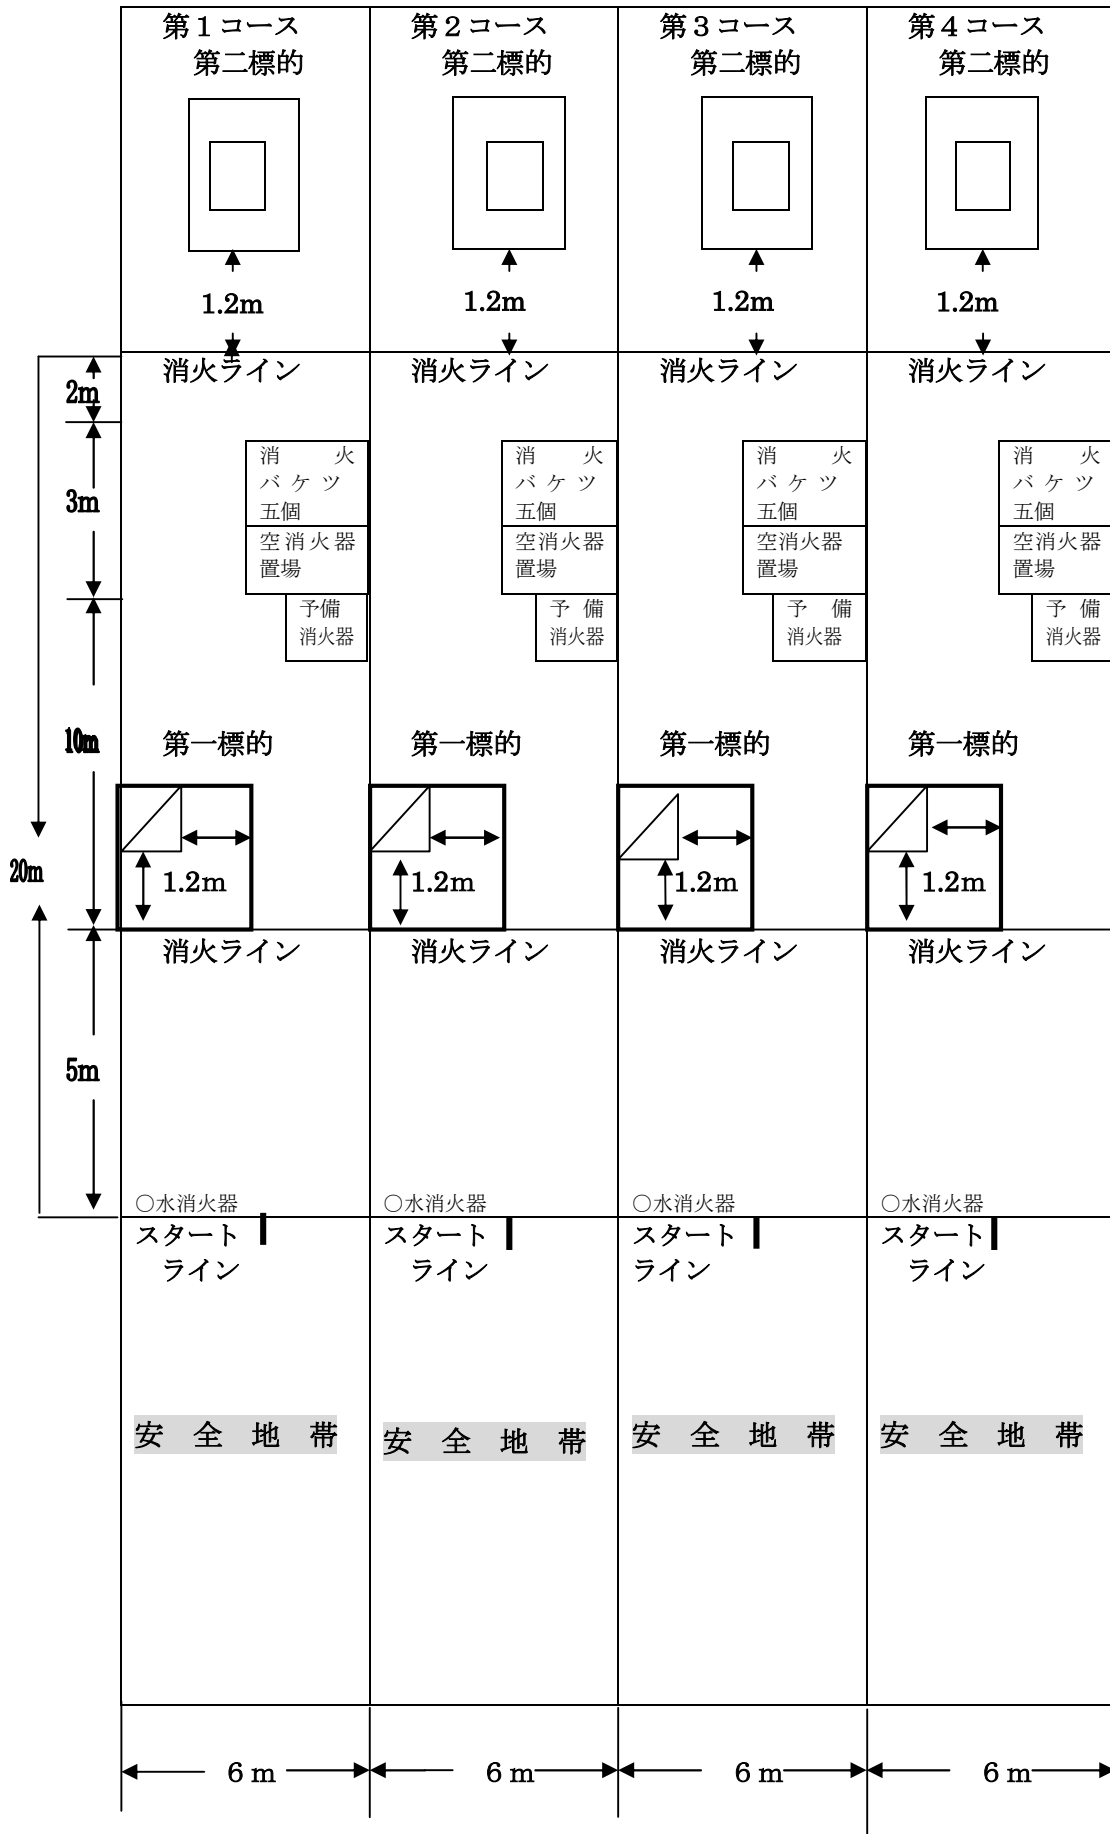 第１コース 第２コース 第３コース 第４コース
第二標的 第二標的 第二標的 第二標的
1.2m 1.2m 1.2m 1.2m
消火ライン 消火ライン 消火ライン 消火ライン
2m
消火 消火 消火 消火
バケツ バケツ バケツ バケツ
3m
五個 五個 五個 五個
空消火器 空消火器 空消火器 空消火器
置場 置場 置場 置場
予備 予備 予備 予備
消火器 消火器 消火器 消火器
10m
第一標的 第一標的 第一標的 第一標的
20m
1.2m 1.2m 1.2m 1.2m
消火ライン 消火ライン 消火ライン 消火ライン
5m
○水消火器 ○水消火器 ○水消火器 ○水消火器
スタート スタート スタート スタート
ライン ライン ライン ライン
安全地帯 安全地帯 安全地帯 安全地帯
6ｍ 6ｍ 6ｍ 6ｍ